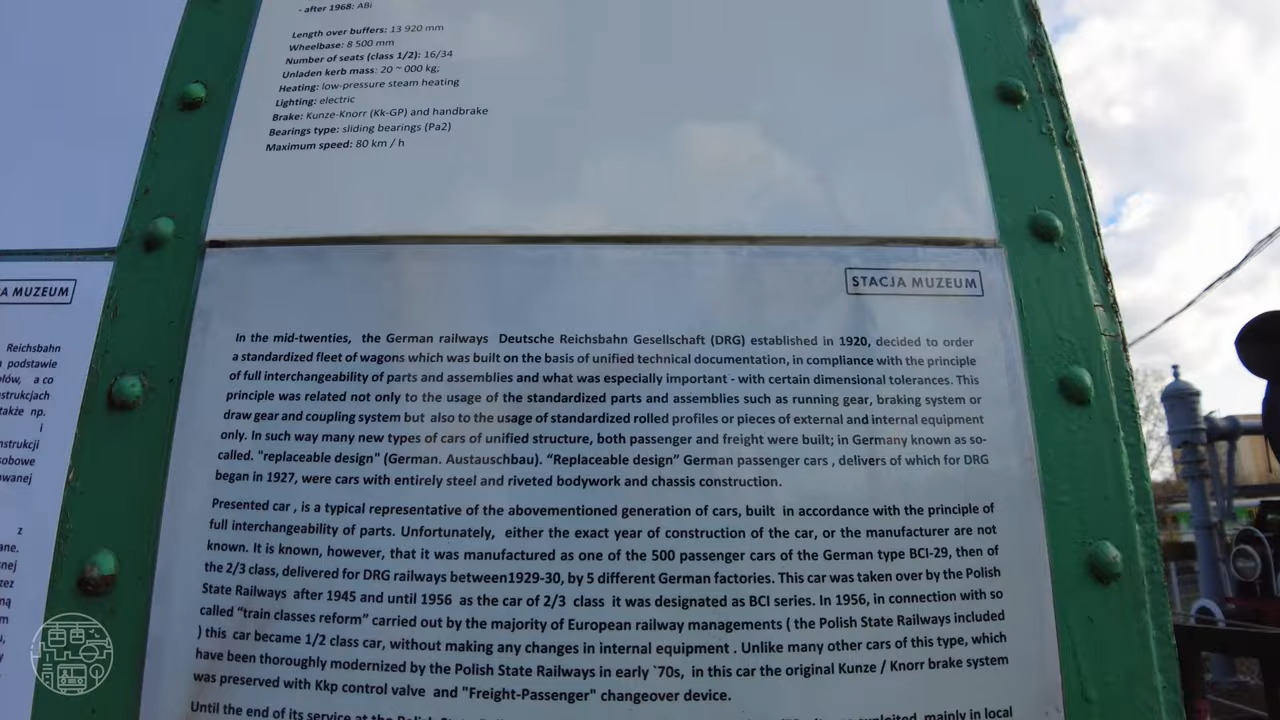 - after 1968: ABi
Length over buffers: 13 920 mm
Wheelbase: 8 500 mm
Number of seats (class 1/2): 16/34
Unladen kerb mass: 20 ~ 000 kg;
Heating: low-pressure steam heating
Lighting: electric
Brake: Kunze-Knorr (Kk-GP) and handbrake
Bearings type: sliding bearings (Pa2)
Maximum speed: 80 km / h
A MUZEUM
Reichsbahn
podstawie
a co
także np.
i
z
STACJA MUZEUM
In the mid-twenties, the German railways Deutsche Reichsbahn Gesellschaft (DRG) established in 1920, decided to order
a standardized fleet of wagons which was built on the basis of unified technical documentation, in compliance with the principle
of full interchangeability of parts and assemblies and what was especially important - with certain dimensional tolerances. This
principle was related not only to the usage of the standardized parts and assemblies such as running gear, braking system or
draw gear and coupling system but also to the usage of standardized rolled profiles or pieces of external and internal equipment
only. In such way many new types of cars of unified structure, both passenger and freight were built; in Germany known as so-
called. "replaceable design" (German. Austauschbau). “Replaceable design” German passenger cars , delivers of which for DRG
began in 1927, were cars with entirely steel and riveted bodywork and chassis construction.
Presented car , is a typical representative of the abovementioned generation of cars, built in accordance with the principle of
full interchangeability of parts. Unfortunately, either the exact year of construction of the car, or the manufacturer are not
known. It is known, however, that it was manufactured as one of the 500 passenger cars of the German type BCI-29, then of
the 2/3 class, delivered for DRG railways between1929-30, by 5 different German factories. This car was taken over by the Polish
State Railways after 1945 and until 1956 as the car of 2/3 class it was designated as BCI series. In 1956, in connection with so
called “train classes reform” carried out by the majority of European railway managements ( the Polish State Railways included
) this car became 1/2 class car, without making any changes in internal equipment . Unlike many other cars of this type, which
have been thoroughly modernized by the Polish State Railways in early `70s, in this car the original Kunze / Knorr brake system
was preserved with Kkp control valve and "Freight-Passenger" changeover device.
Until the end of its service at the Polish State mainly in local